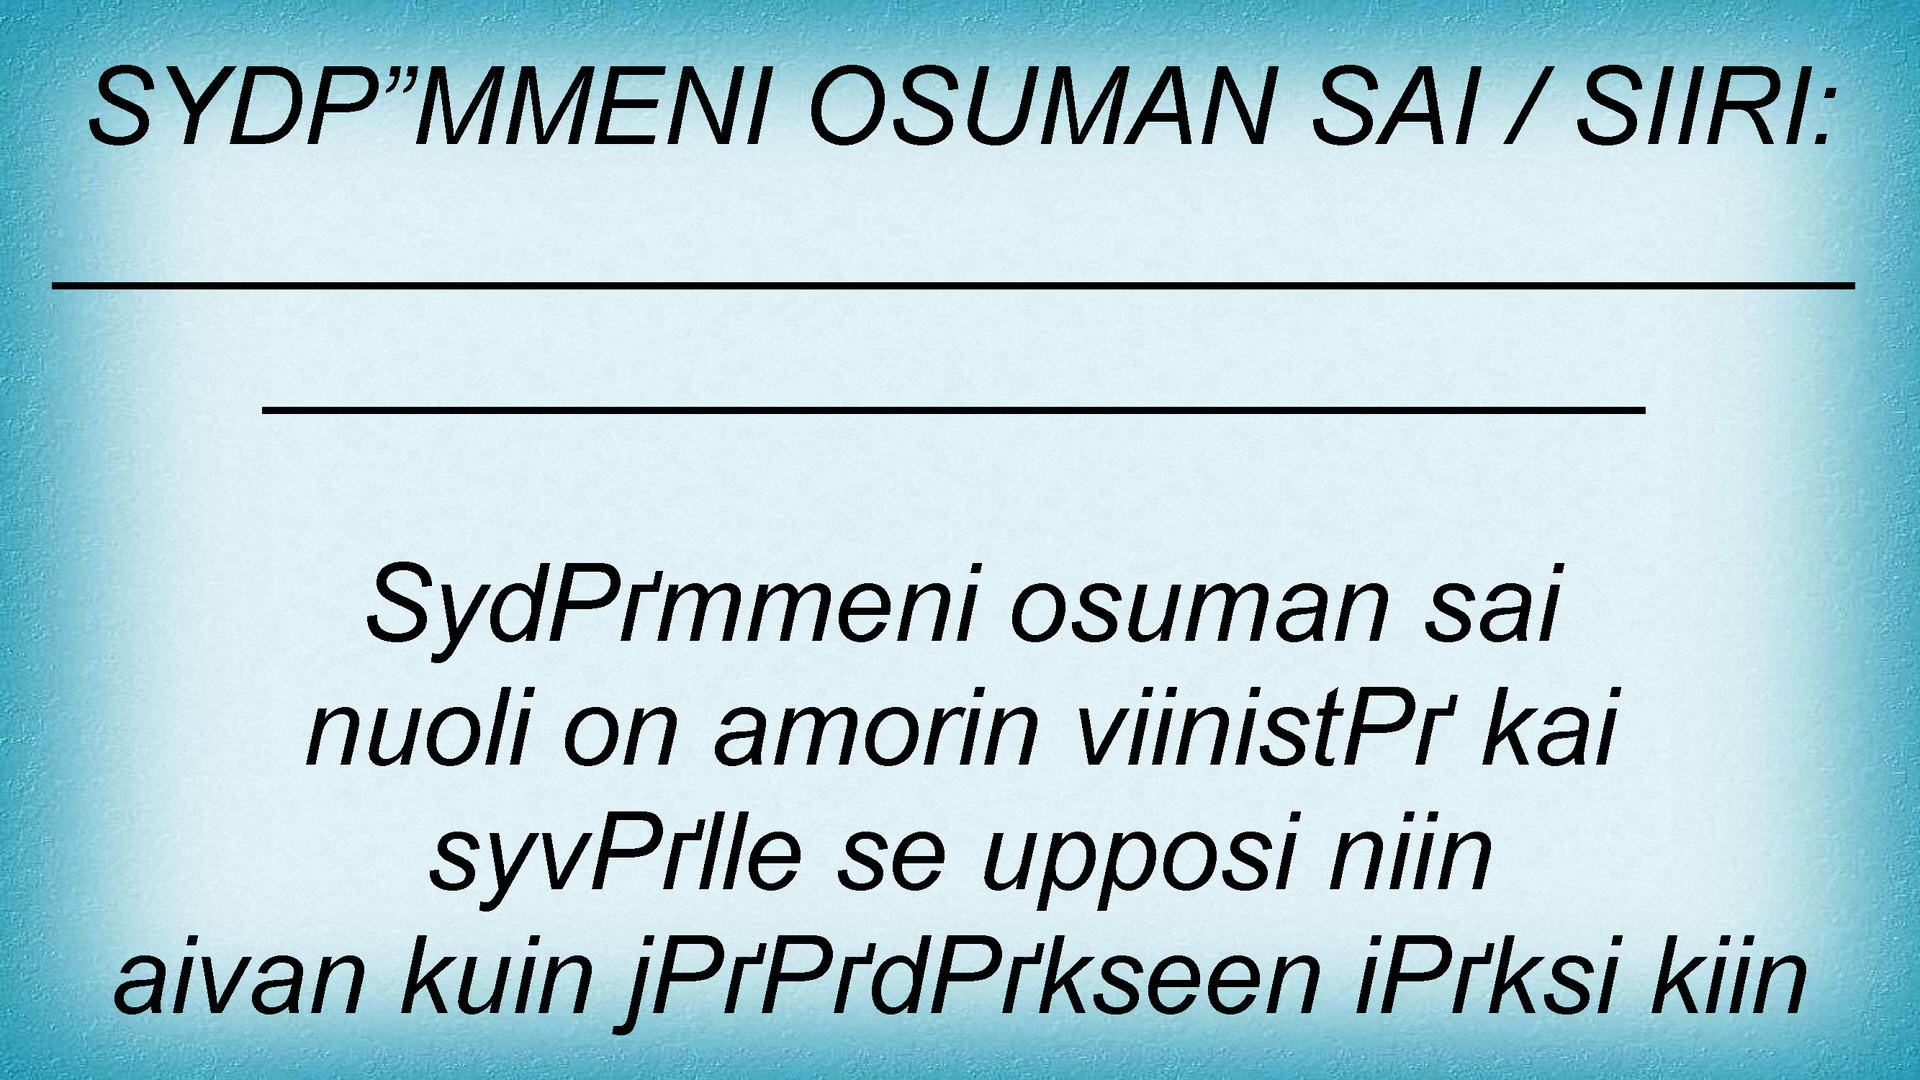 SYDP”MMENI OSUMAN SAI / SIIRI:
SydPґmmeni osuman sai
nuoli on amorin viinistPґ kai
syvPґlle se upposi niin
aivan kuin jPґPґdPґkseen iPґksi kiin